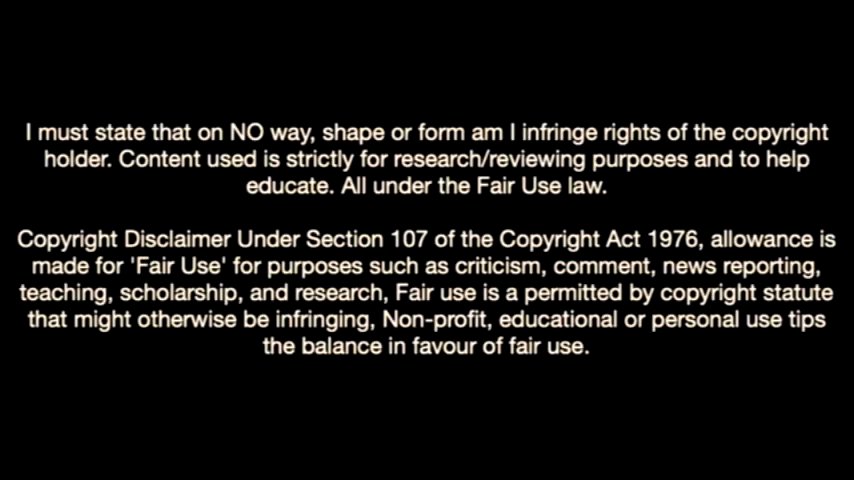 I must state that on NO way, shape or form am I infringe rights of the copyright
holder. Content used is strictly for research/reviewing purposes and to help
educate. All under the Fair Use law.
Copyright Disclaimer Under Section 107 of the Copyright Act 1976, allowance is
made for 'Fair Use' for purposes such as criticism, comment, news reporting,
teaching, scholarship, and research, Fair use is a permitted by copyright statute
that might otherwise be infringing, Non-profit, educational or personal use tips
the balance in favour of fair use.